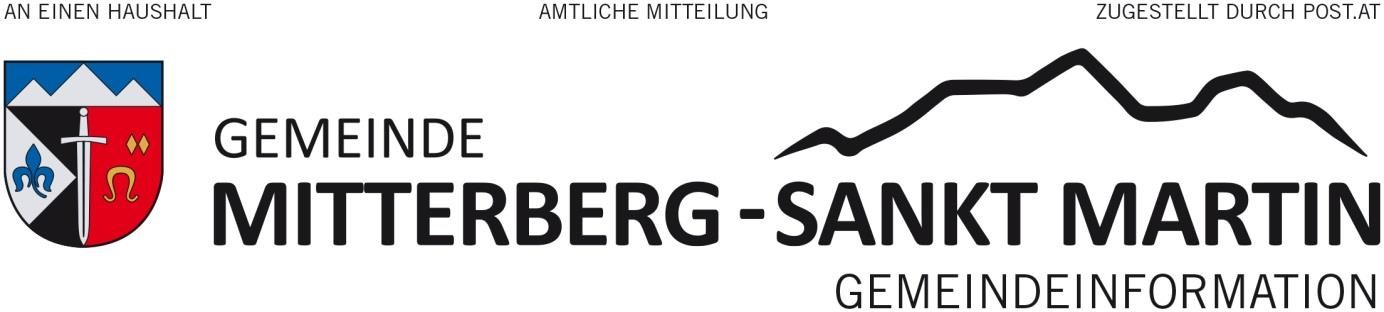 AN EINEN HAUSHALT
AMTLICHE MITTEILUNG
ZUGESTELLT DURCH POST.AT
GEMEINDE
MITTERBERG-SANKT MARTIN
GEMEINDEINFORMATION